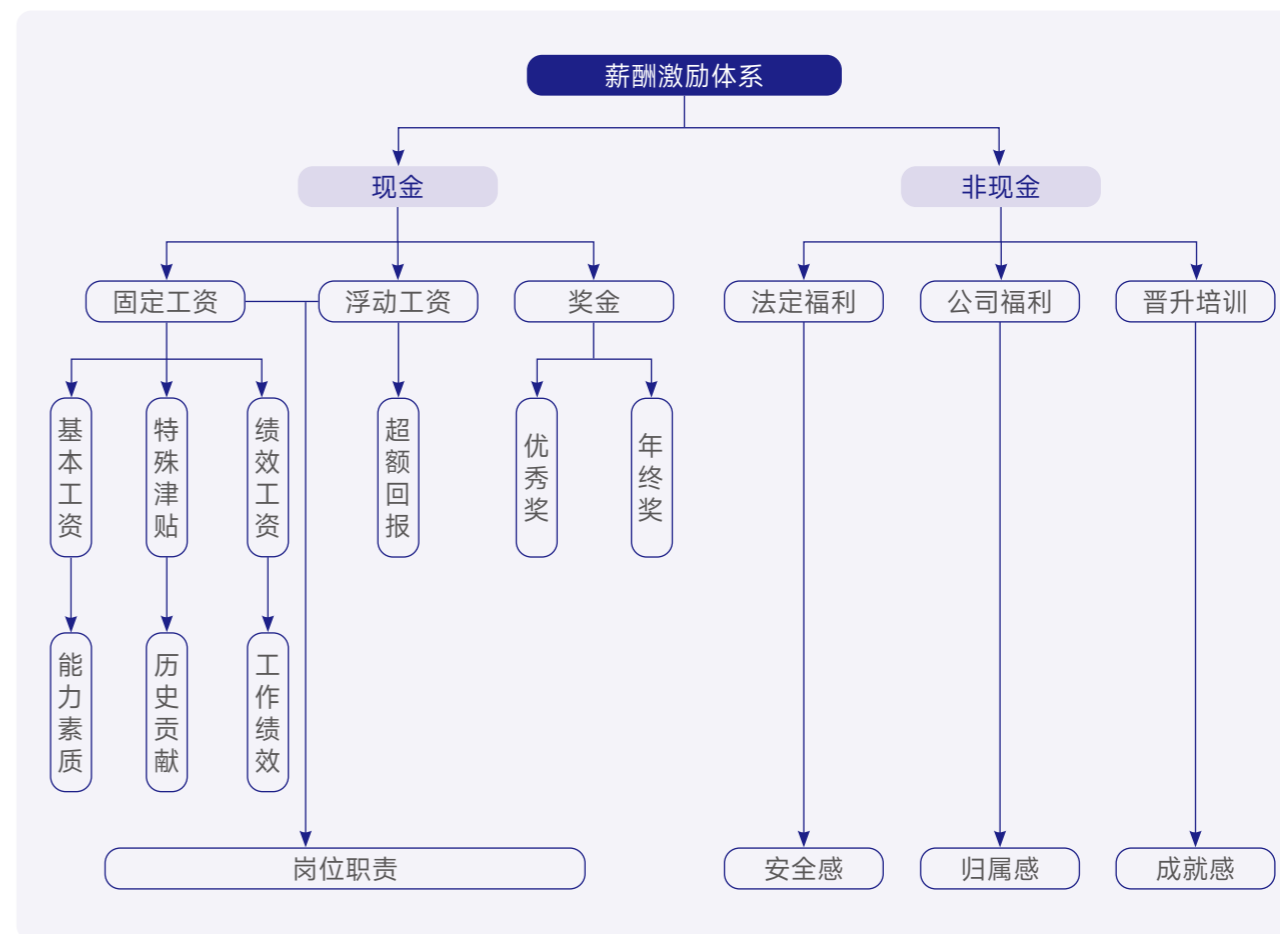 薪酬激励体系
现金
非现金
固定工资
浮动工资
奖金
法定福利
公司福利
晋升培训
基本工资
特殊津贴
绩效工资
超额回报
优秀奖
年终奖
能力素质
历史贡献
工作绩效
岗位职责
安全感
归属感
成就感